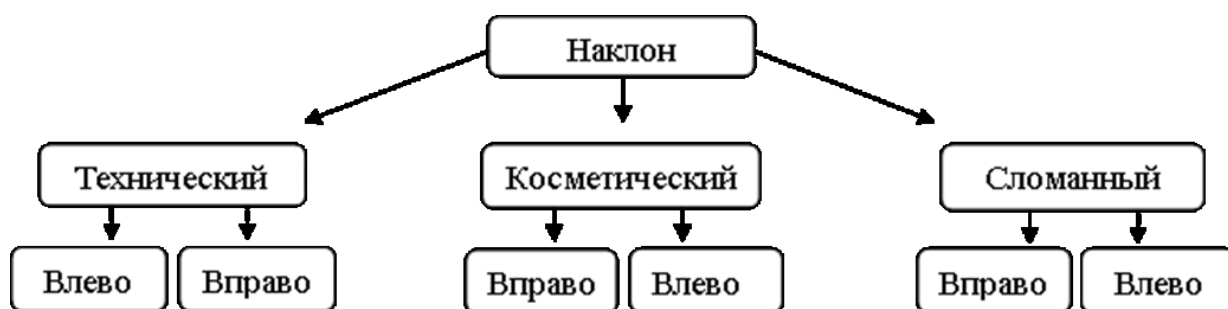 Наклон
Технический
Косметический
Сломанный
Влево
Вправо
Вправо
Влево
Вправо
Влево